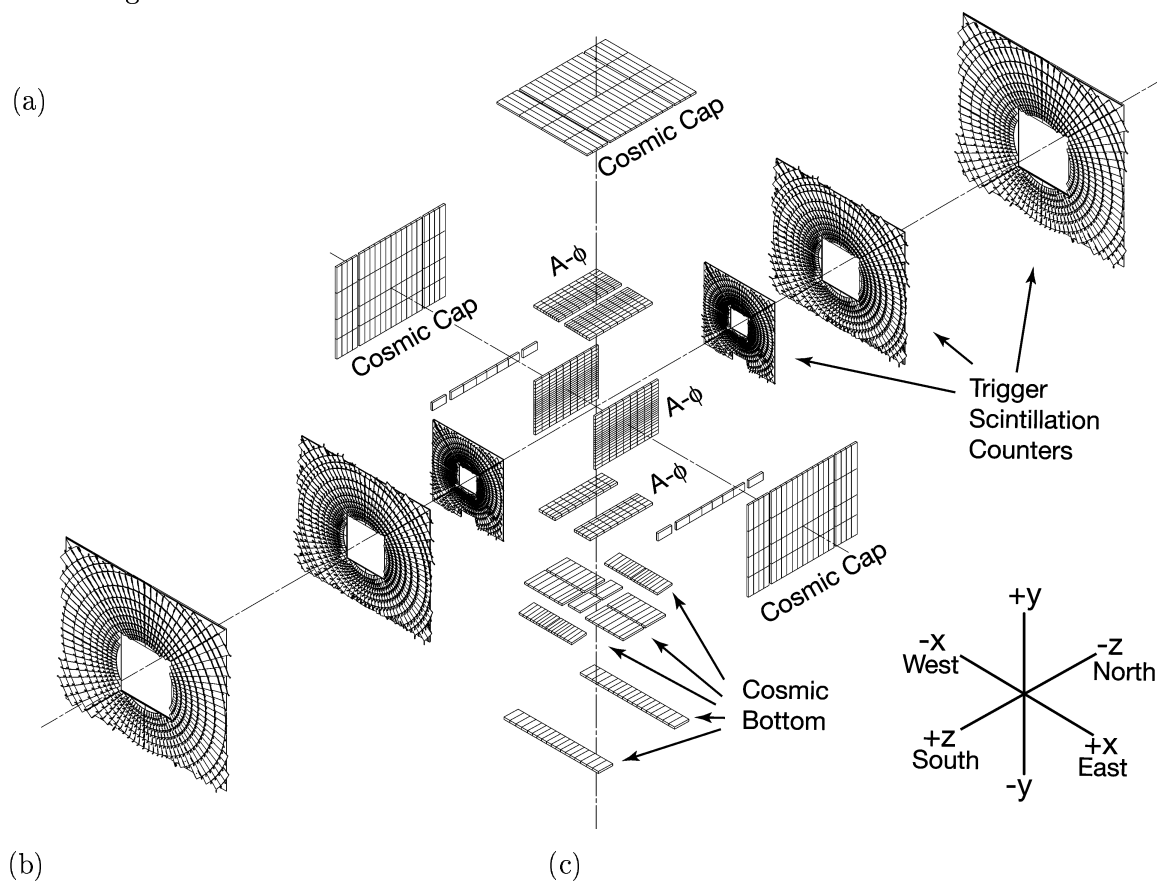 (a)
Cosmic Cap
A-ϕ
Cosmic Cap
A-ϕ
Trigger
Scintillation
Counters
A-ϕ
Cosmic Cap
Cosmic
Bottom
+y
-x
West
-z
North
+z
South
+x
East
-y
(b)
(c)